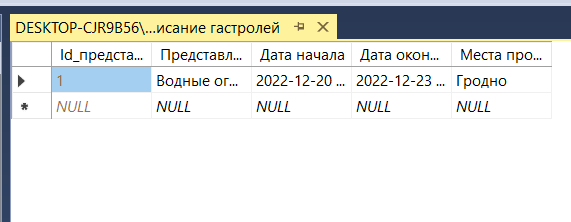 DESKTOP-CJR9B56\...исание гастролей
Id_предста... Представл... Дата начала Дата окон... Места про...
1 Водные ог... 2022-12-20 ... 2022-12-23 ... Гродно
NULL NULL NULL NULL NULL